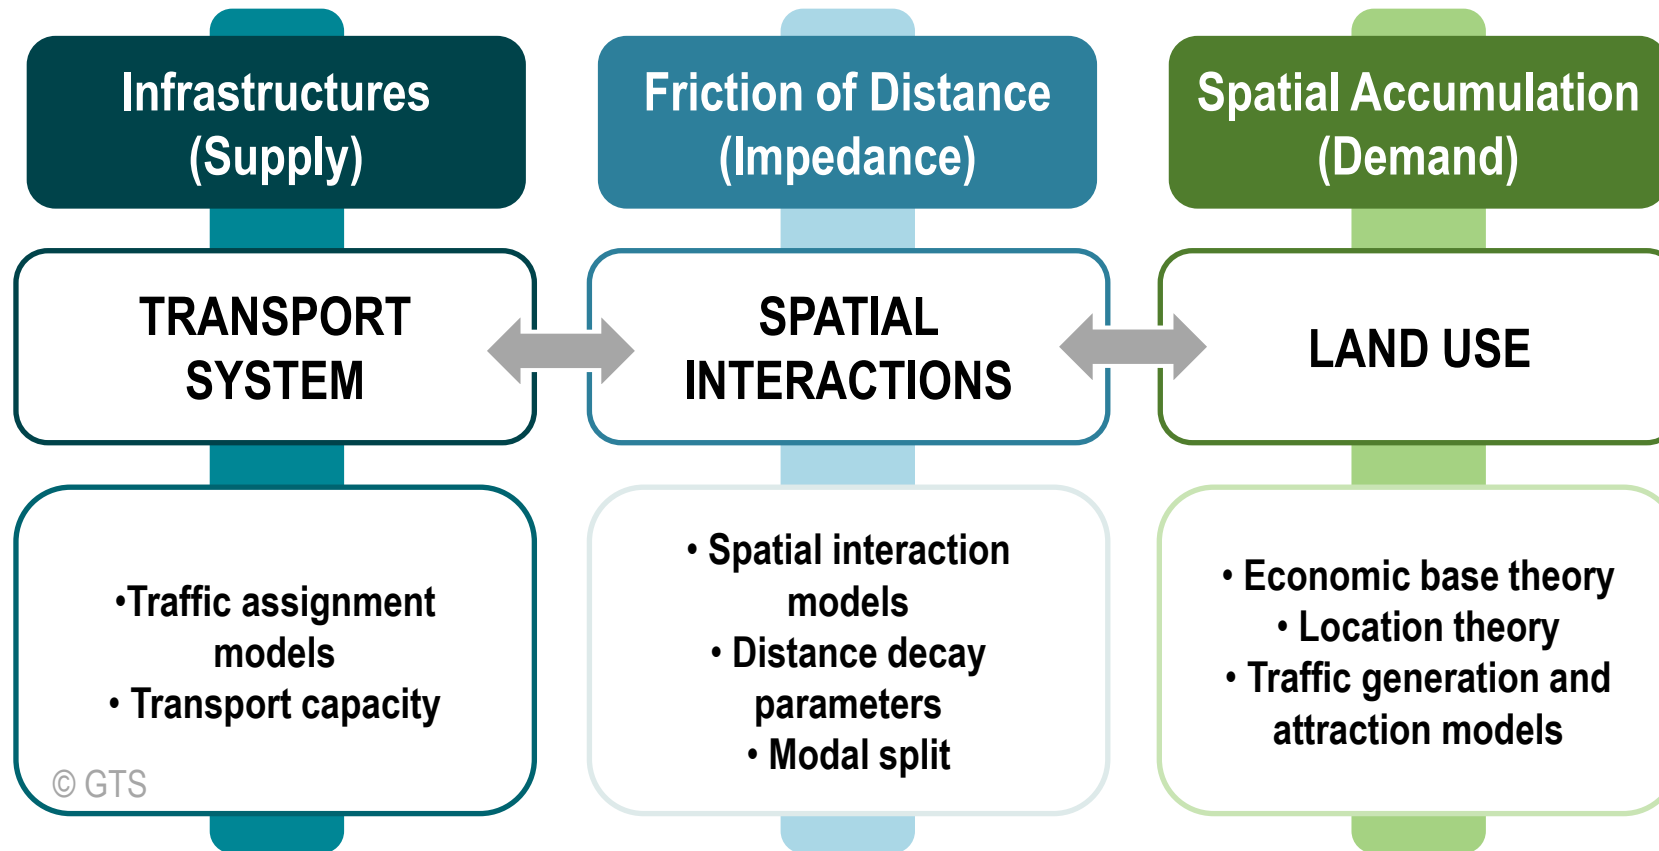 Infrastructures
(Supply)
Friction of Distance
(Impedance)
Spatial Accumulation
(Demand)
TRANSPORT
SYSTEM
SPATIAL
INTERACTIONS
LAND USE
•Traffic assignment
models
• Transport capacity
• Spatial interaction
models
• Distance decay
parameters
• Modal split
• Economic base theory
• Location theory
• Traffic generation and
attraction models
© GTS